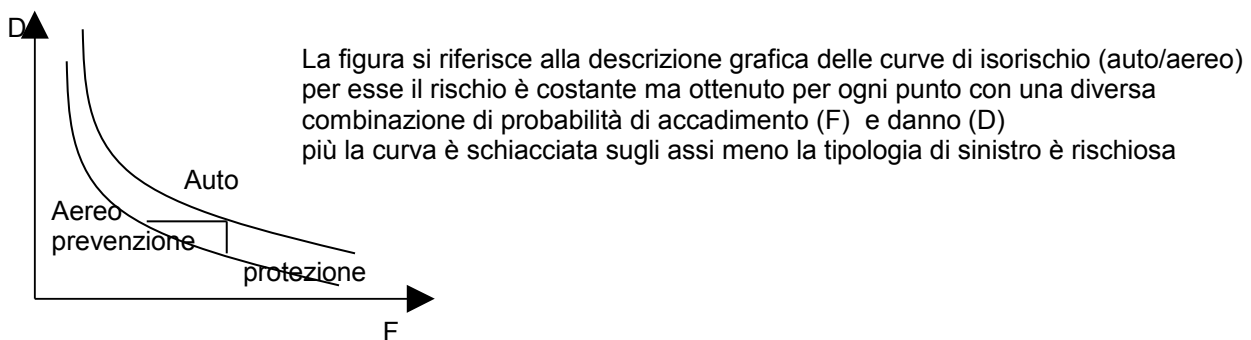 D
La figura si riferisce alla descrizione grafica delle curve di isorischio (auto/aereo)
per esse il rischio è costante ma ottenuto per ogni punto con una diversa
combinazione di probabilità di accadimento (F) e danno (D)
più la curva è schiacciata sugli assi meno la tipologia di sinistro è rischiosa
Auto
Aereo
prevenzione
protezione
F